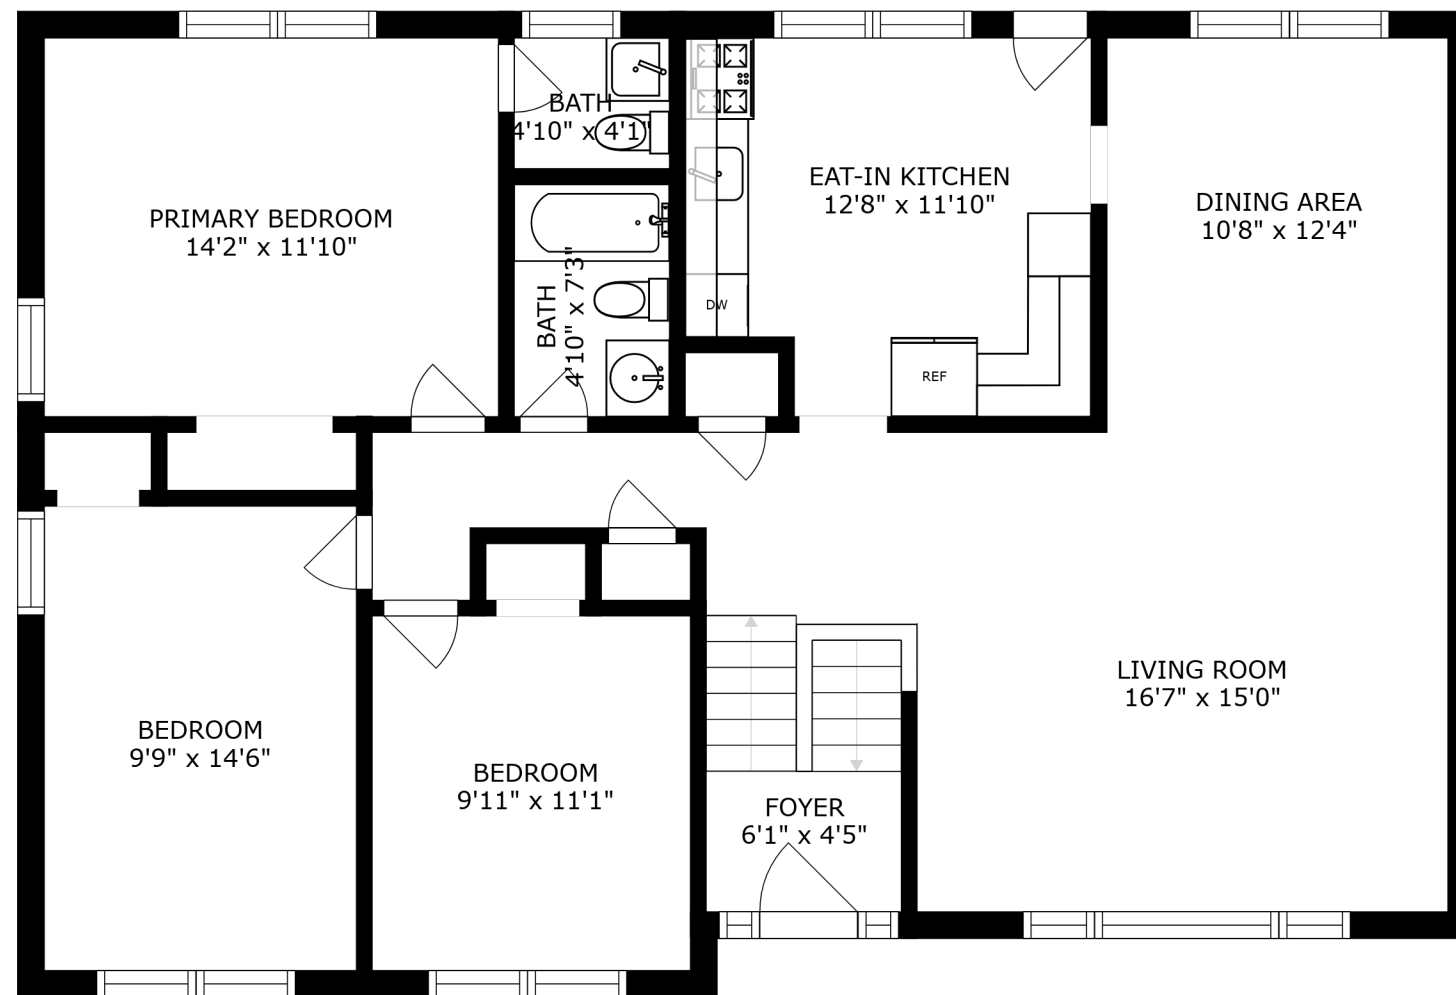 BATH
4'10" x 4'1"
EAT-IN KITCHEN
12'8" x 11'10"
DINING AREA
10'8" x 12'4"
PRIMARY BEDROOM
14'2" x 11'10"
BATH
4'10" x 7'3"
DW
REF
LIVING ROOM
16'7" x 15'0"
BEDROOM
9'9" x 14'6"
BEDROOM
9'11" x 11'1"
FOYER
6'1" x 4'5"